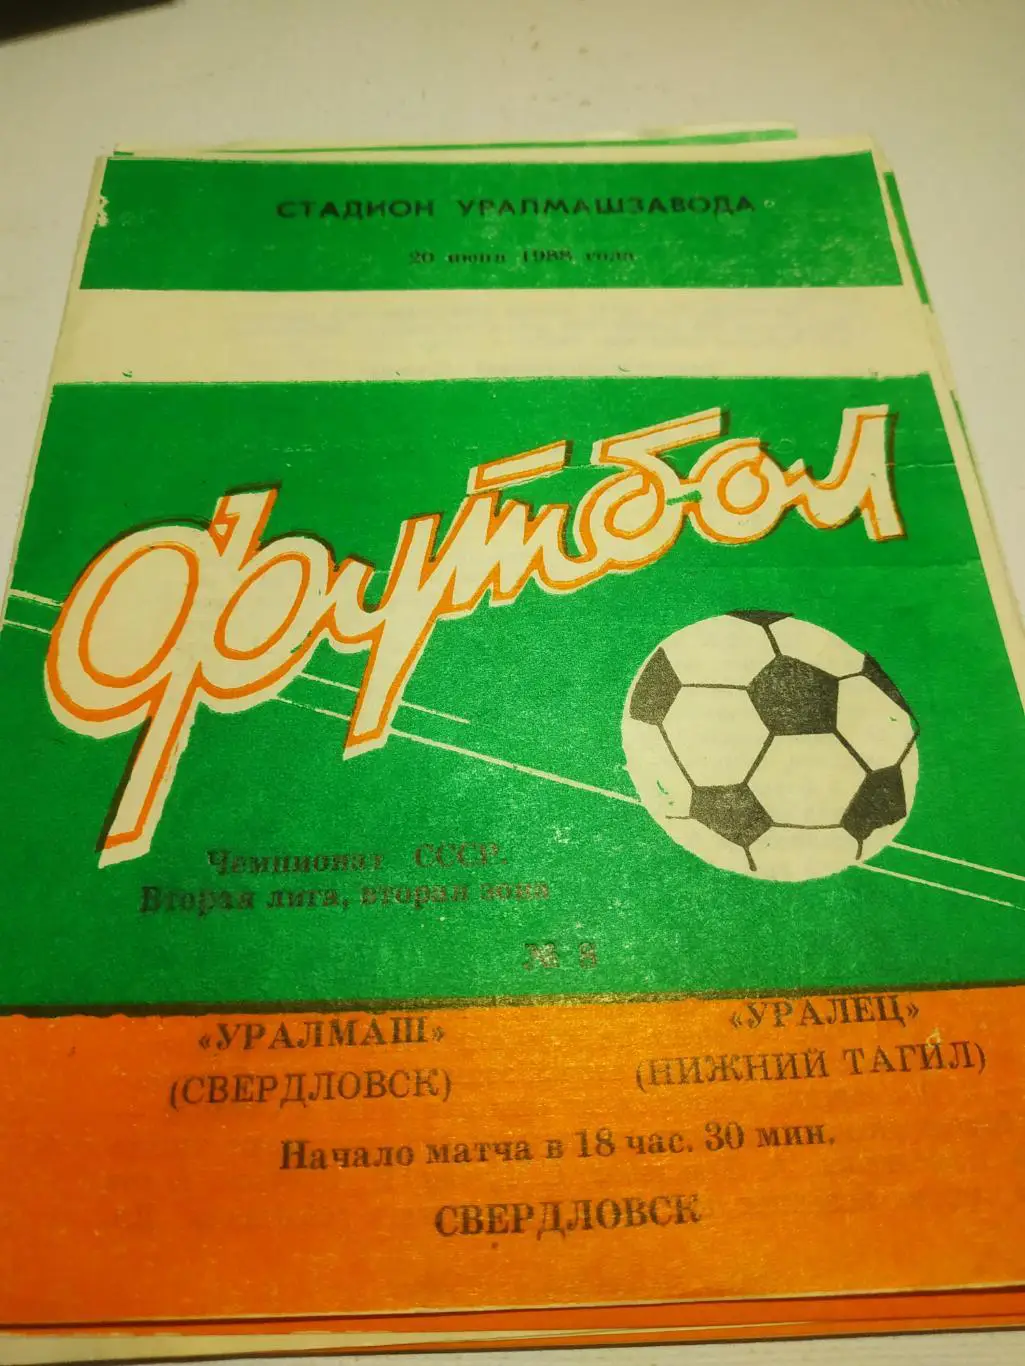 СТАДИОН УРАЛМАШЗАВОДА
20 июня 1988 года
Футбол
Чемпионат СССР.
Вторая лига, вторая зона
№ 8
«УРАЛМАШ»
(СВЕРДЛОВСК)
«УРАЛЕЦ»
(НИЖНИЙ ТАГИЛ)
Начало матча в 18 час. 30 мин.
СВЕРДЛОВСК